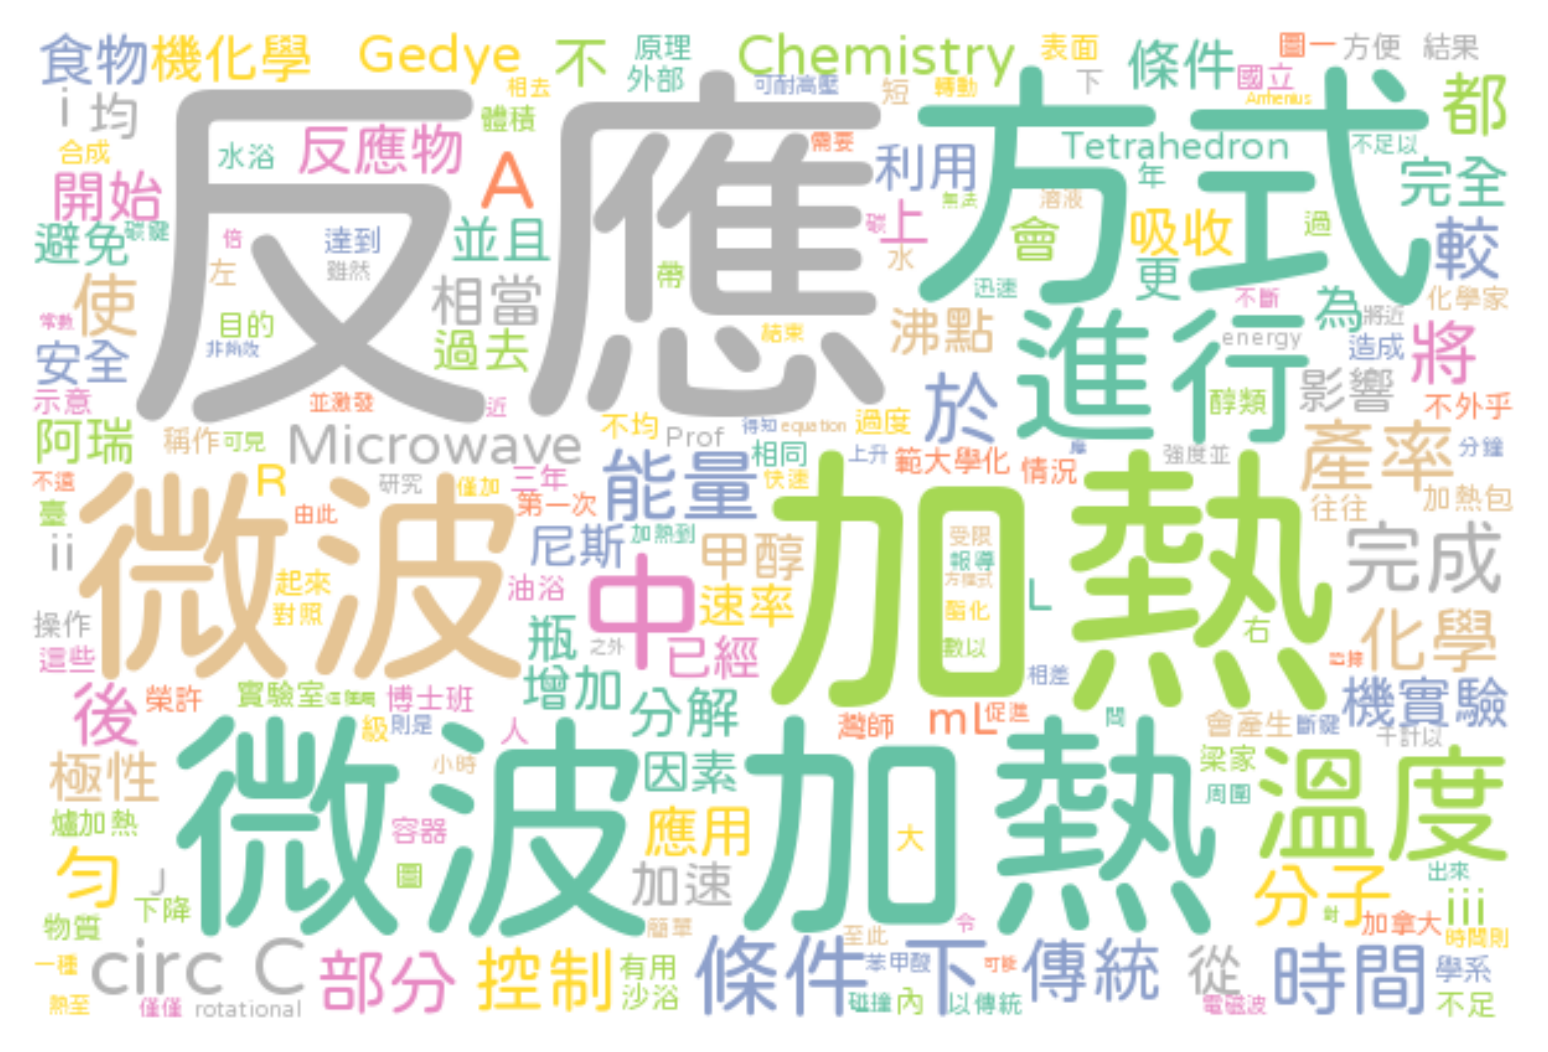 食物 機化學 Gedye 不 原理 Chemistry 表面 條件 圖一 方便 結果
i 均 相去 外部 可耐高壓 短 轉動 下 國立 Arrhenius 都
反應 方式
合成 水浴 反應物 體積 A 需要 利用 Tetrahedron 年 不足以 完全
開始 無法 溶液
避免 碳鍵 倍 達到 並且 碳 上 會 吸收 過 較
左 雖然 相當 帶 水 更
使 迅速 不斷 為 化學家
常數 目的 過去 結束 沸點 進行 energy 將近 將
安全 非熱效 造成
示意 並激發 近 於 醇類 影響 不外乎
阿瑞 稱作 可見 Microwave 不均 Prof 得知 equation 過度 產率 分鐘
相同 上升 範大學化 情況 強度並
不遠 微波 研究 R 僅加 三年 能量 快速 加熱 往往 加熱包
臺 由此 第一次
ii 尼斯 加熱到 甲醇 受限 完成
報導
起來 油浴 中 速率 方程式 L
對照 酯化
操作 瓶 之外 已經 數以 右 化學
這些 相差
後 榮許 實驗室 博士班 增加 分解 機實驗
級 則是 人 灣師 mL 促進 問 會產生 斷鍵 千計以
極性 微波加熱 小時 因素 梁家 溫度
爐加熱 容器 應用 大 周圍
勻 J 圖 加速 分子 出來
物質 下降 簡單 至此 令 射 加拿大 iii
時間則
一種 circ C 部分 控制 有用 條件 苯甲酸 下 可能 傳統 從 時間 學系
熱至 僅僅 rotational 沙浴 碰撞 內 以傳統 電磁波 不足